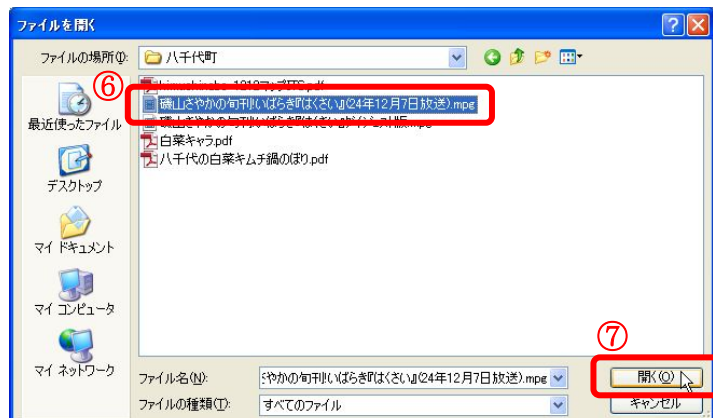 ファイルを開く
ファイルの場所(I):
八千代町
⑥
磯山さやかの旬刊!いばらき『はくさい』(24年12月7日放送).mpg
白菜キャラ.pdf
八千代の白菜キムチ鍋のぼり.pdf
最近使ったファイル
デスクトップ
マイ ドキュメント
マイ コンピュータ
マイ ネットワーク
⑦
ファイル名(N):
さやかの旬刊!いばらき『はくさい』(24年12月7日放送).mpg
開く(O)
ファイルの種類(T):
すべてのファイル
キャンセル